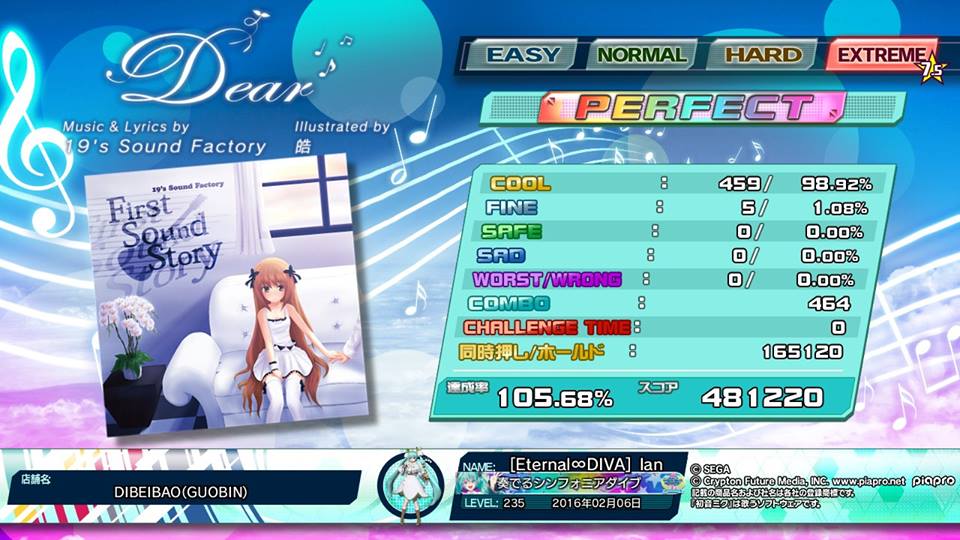 Dear
Music & Lyrics by
19's Sound Factory
Illustrated by
皓
19's Sound Factory
First
Sound
Story
EASY
NORMAL
HARD
EXTREME
7.5
PERFECT
COOL : 459/ 98.92%
FINE : 5/ 1.08%
SAFE : 0/ 0.00%
SAD : 0/ 0.00%
WORST/WRONG : 0/ 0.00%
COMBO : 464
CHALLENGE TIME : 0
同時押し/ホールド : 165120
達成率 105.68% スコア 481220
店舗名
DIBEIBAO(GUOBIN)
NAME: [Eternal∞DIVA]_Ian
奏でるシンフォニアタイプ
LEVEL: 235 2016年02月06日
© SEGA
© Crypton Future Media, INC. www.piapro.net piapro
記載の商品名および社名は各社の登録商標です。
「初音ミク」は歌うソフトウェアです。